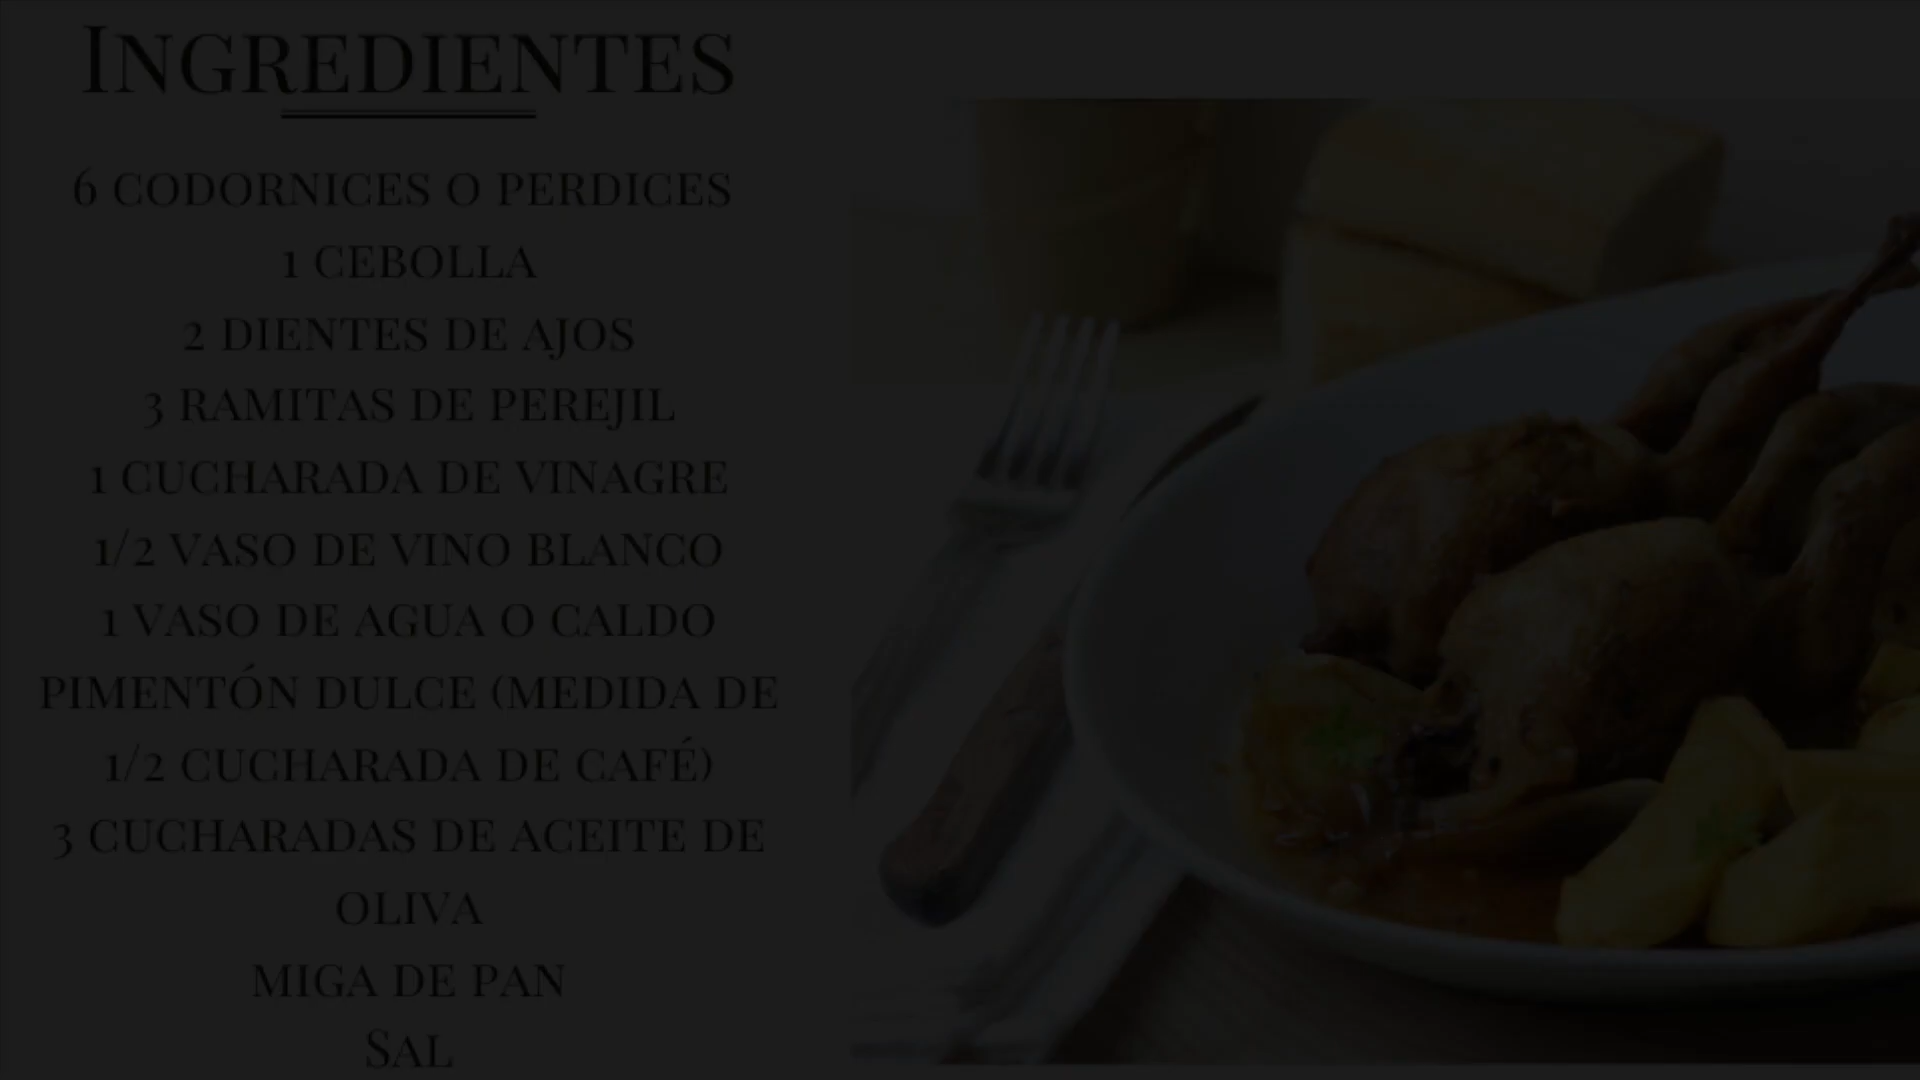 Ingredientes
6 codornices o perdices
1 cebolla
2 dientes de ajos
3 ramitas de perejil
1 cucharada de vinagre
1/2 vaso de vino blanco
1 vaso de agua o caldo
pimentón dulce (medida de
1/2 cucharada de café)
3 cucharadas de aceite de
oliva
miga de pan
Sal